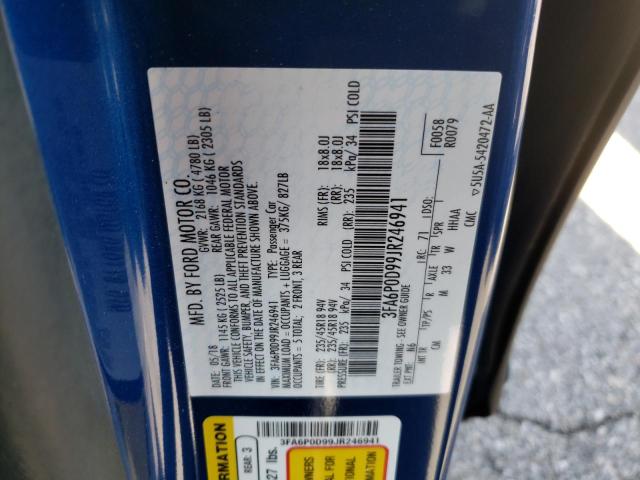 MFD. BY FORD MOTOR CO.
DATE: 05/18 GVWR: 2168 KG / 4780 LB)
FRONT GAWR: 1145 KG ( 2525 LB) REAR GAWR: 1046 KG ( 2305 LB)
THIS VEHICLE CONFORMS TO ALL APPLICABLE FEDERAL MOTOR
VEHICLE SAFETY, BUMPER, AND THEFT PREVENTION STANDARDS
IN EFFECT ON THE DATE OF MANUFACTURE SHOWN ABOVE.
VIN: 3FA6P0D99JR246941 TYPE: Passenger Car
MAXIMUM LOAD = OCCUPANTS + LUGGAGE = 375KG/ 827LB
OCCUPANTS = 5 TOTAL; 2 FRONT, 3 REAR
TIRE (FR): 235/45R18 94V RIMS (FR): 18x8.0J
(RR): 235/45R18 94V (RR): 18x8.0J
PRESSURE (FR): 235 kPa/ 34 PSI COLD (RR): 235 kPa/ 34 PSI COLD
3FA6P0D99JR246941
TRAILER TOWING - SEE OWNER GUIDE
EXT PNT: N6 RC: 71 DSO: F0058
R0079
INT TR TP/PS R AXLE TR SPR
CM M 33 W HHAA
CMC
5U5A-5420472-AA
3FA6P0D99JR246941
REAR: 3
27 lbs.